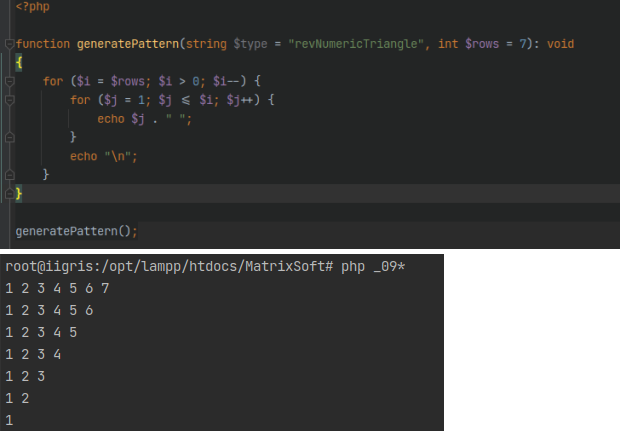 <?php
function generatePattern(string $type = "revNumericTriangle", int $rows = 7): void
{
for ($i = $rows; $i > 0; $i--) {
for ($j = 1; $j <= $i; $j++) {
echo $j . " ";
}
echo "\n";
}
}
generatePattern();
root@iigris:/opt/lampp/htdocs/MatrixSoft# php _09*
1 2 3 4 5 6 7
1 2 3 4 5 6
1 2 3 4 5
1 2 3 4
1 2 3
1 2
1